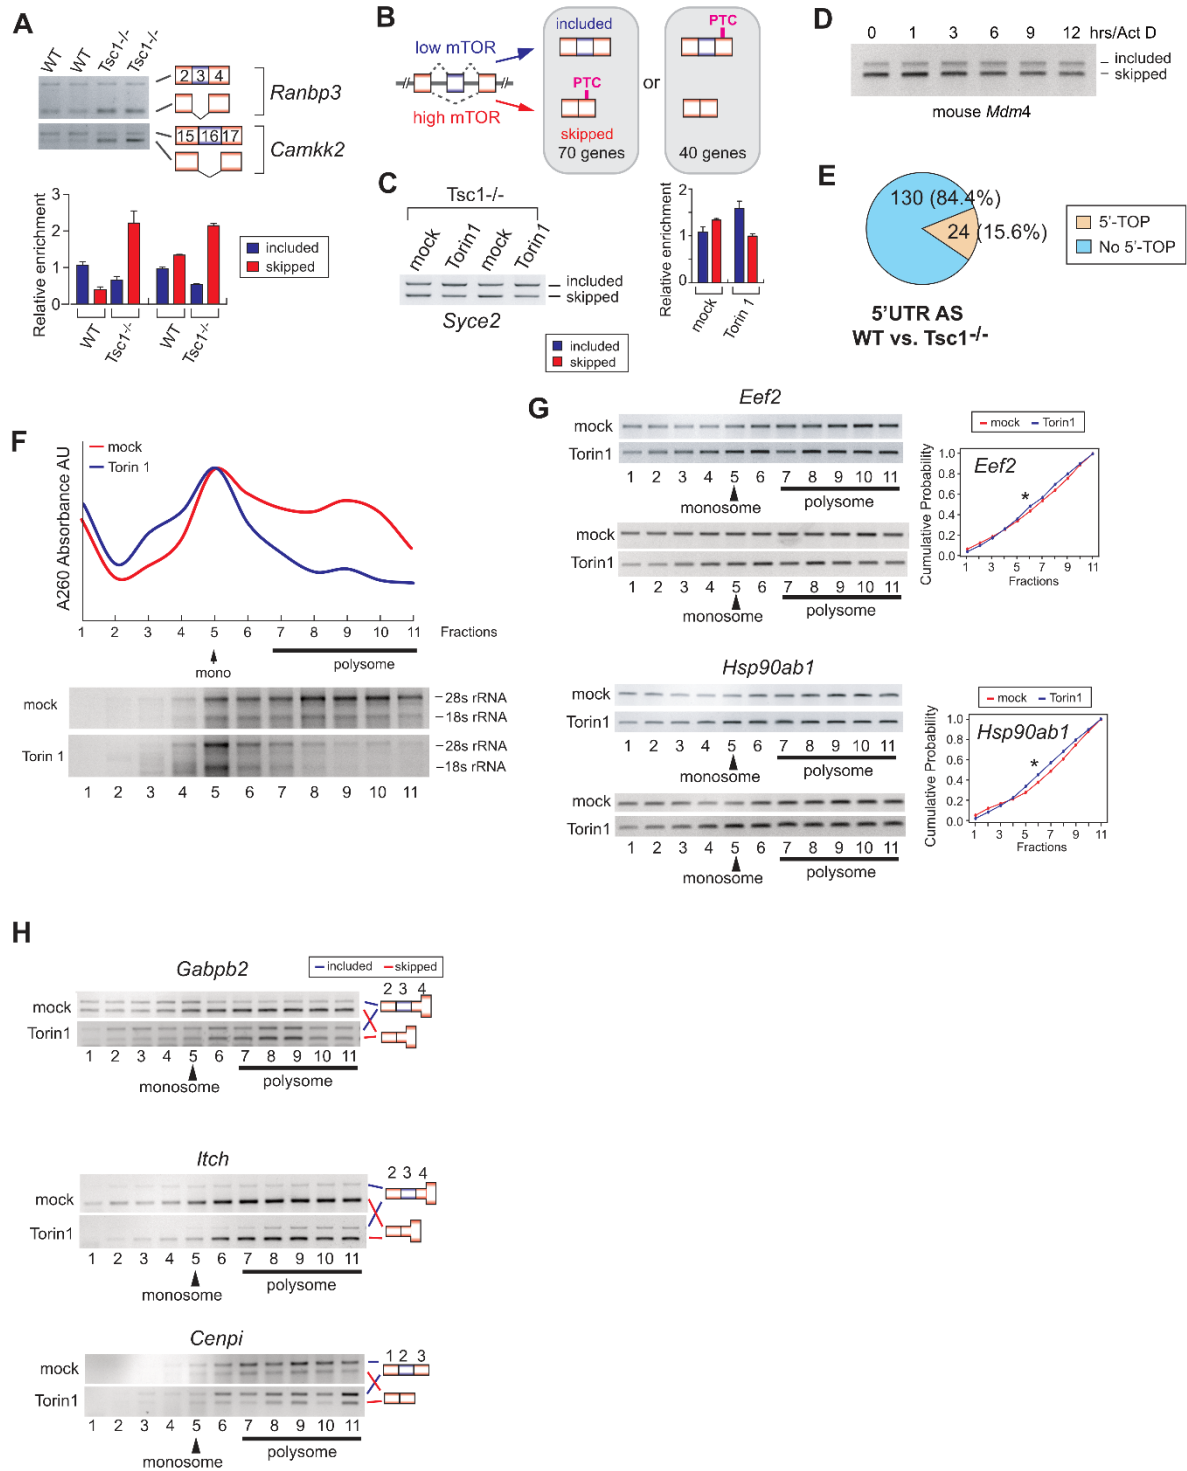 A
WT WT Tsc1-/- Tsc1-/-
2 3 4
Ranbp3
15 16 17
Camkk2
Relative enrichment
3
2
1
0
included
skipped
WT Tsc1-/- WT Tsc1-/-
B
low mTOR
high mTOR
included
PTC
skipped
70 genes
or
PTC
40 genes
C
Tsc1-/-
mock Torin1 mock Torin1
included
skipped
Syce2
included
skipped
Relative enrichment
2
1
0
mock Torin 1
D
0 1 3 6 9 12 hrs/Act D
included
skipped
mouse Mdm4
E
130 (84.4%)
24 (15.6%)
5'-TOP
No 5'-TOP
5'UTR AS
WT vs. Tsc1-/-
F
mock
Torin 1
A260 Absorbance AU
1 2 3 4 5 6 7 8 9 10 11 Fractions
mono
polysome
mock
28s rRNA
18s rRNA
Torin 1
28s rRNA
18s rRNA
1 2 3 4 5 6 7 8 9 10 11
G
Eef2
mock
Torin1
1 2 3 4 5 6 7 8 9 10 11
monosome polysome
mock
Torin1
1 2 3 4 5 6 7 8 9 10 11
monosome polysome
mock Torin1
Cumulative Probability
1.0
0.8
0.6
0.4
0.2
0.0
Eef2
*
1 3 5 7 9 11
Fractions
Hsp90ab1
mock
Torin1
1 2 3 4 5 6 7 8 9 10 11
monosome polysome
mock
Torin1
1 2 3 4 5 6 7 8 9 10 11
monosome polysome
mock Torin1
Cumulative Probability
1.0
0.8
0.6
0.4
0.2
0.0
Hsp90ab1
*
1 3 5 7 9 11
Fractions
H
Gabpb2
included skipped
2 3 4
mock
Torin1
1 2 3 4 5 6 7 8 9 10 11
monosome polysome
Itch
2 3 4
mock
Torin1
1 2 3 4 5 6 7 8 9 10 11
monosome polysome
Cenpi
1 2 3
mock
Torin1
1 2 3 4 5 6 7 8 9 10 11
monosome polysome